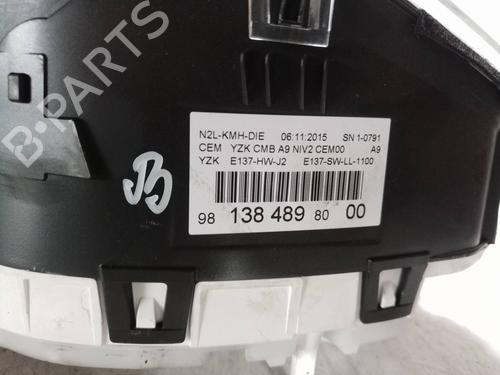 B-PARTS
N2L-KMH-DIE 06:11:2015 SN 1-0791
CEM YZK CMB A9 NIV2 CEM00 A9
YZK E137-HW-J2 E137-SW-LL-1100
98 138 489 80 00
B